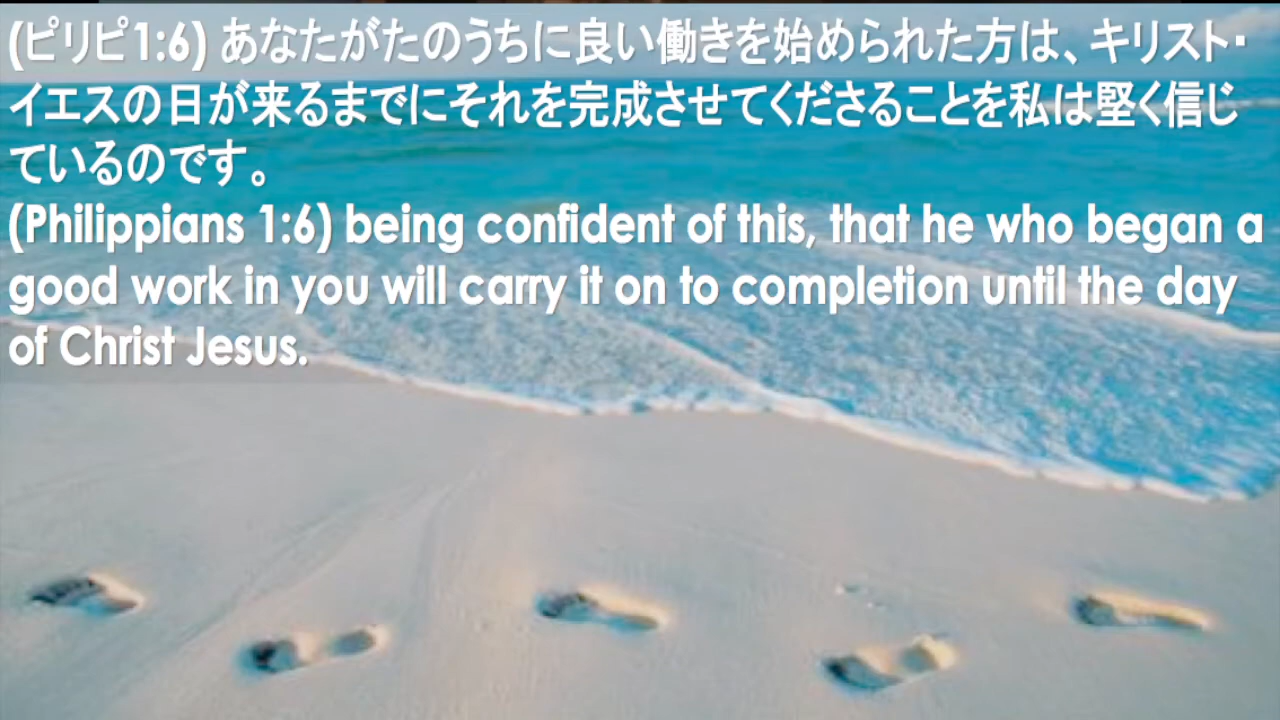 (ピリピ1:6) あなたがたのうちに良い働きを始められた方は、キリスト・
イエスの日が来るまでにそれを完成させてくださることを私は堅く信じ
ているのです。
(Philippians 1:6) being confident of this, that he who began a
good work in you will carry it on to completion until the day
of Christ Jesus.